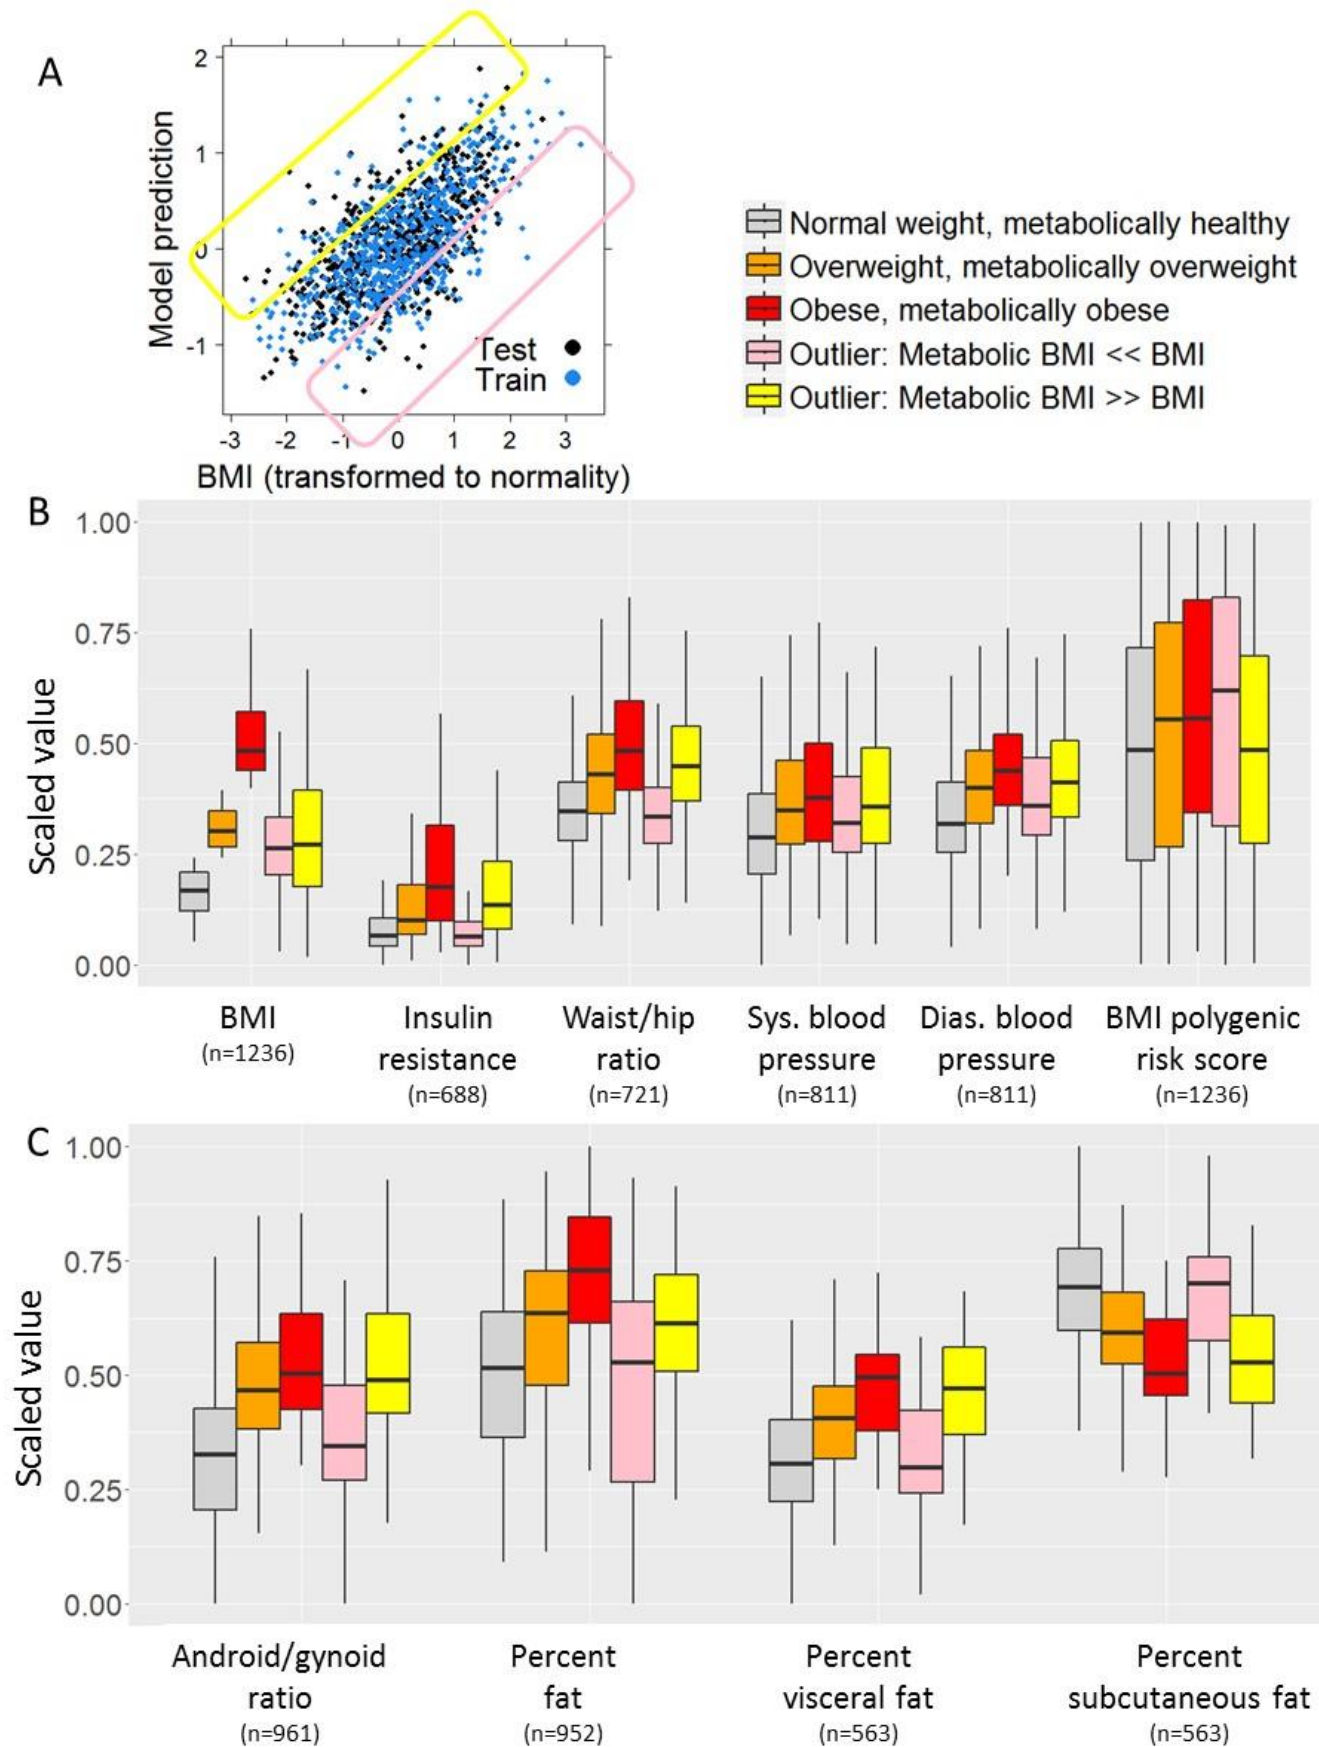 A
2
1
0
-1
Model prediction
Test
Train
-3 -2 -1 0 1 2 3
BMI (transformed to normality)
Normal weight, metabolically healthy
Overweight, metabolically overweight
Obese, metabolically obese
Outlier: Metabolic BMI << BMI
Outlier: Metabolic BMI >> BMI
B
1.00
0.75
0.50
0.25
0.00
Scaled value
BMI
(n=1236)
Insulin
resistance
(n=688)
Waist/hip
ratio
(n=721)
Sys. blood
pressure
(n=811)
Dias. blood
pressure
(n=811)
BMI polygenic
risk score
(n=1236)
C
1.00
0.75
0.50
0.25
0.00
Scaled value
Android/gynoid
ratio
(n=961)
Percent
fat
(n=952)
Percent
visceral fat
(n=563)
Percent
subcutaneous fat
(n=563)